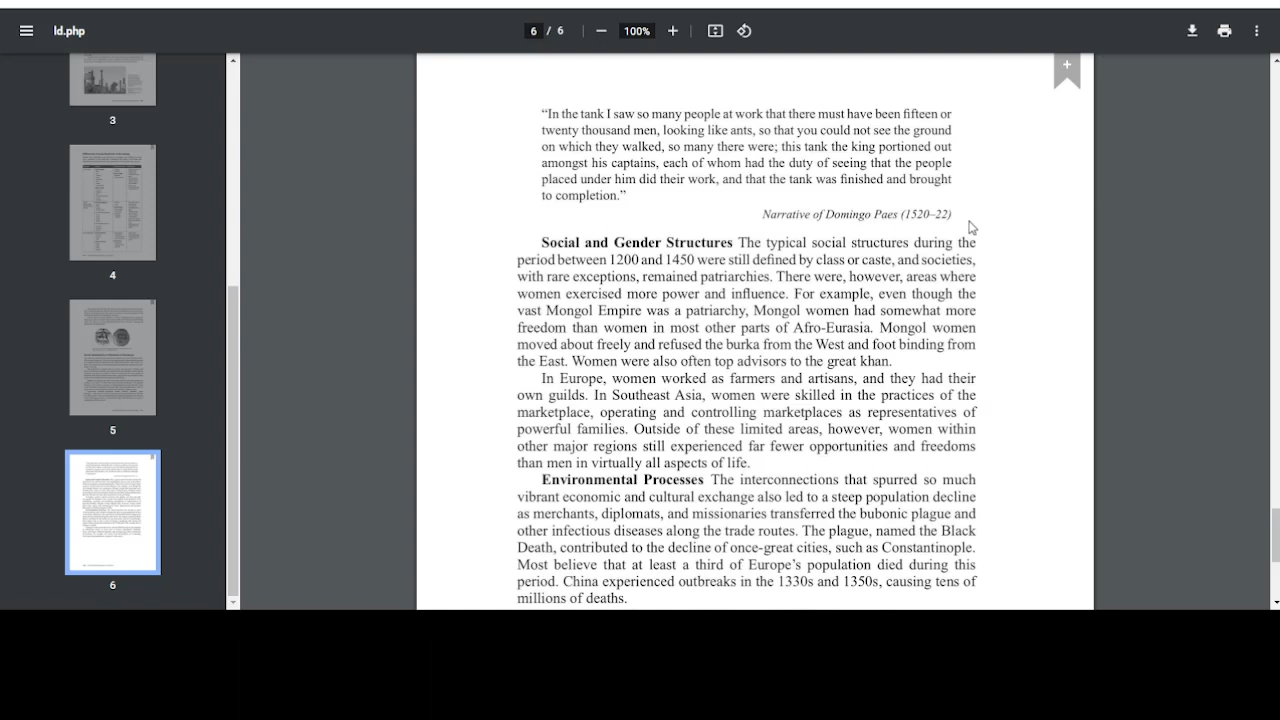 ld.php
6 / 6
100%
3
4
5
6
“In the tank I saw so many people at work that there must have been fifteen or
twenty thousand men, looking like ants, so that you could not see the ground
on which they walked, so many there were; this tank the king portioned out
amongst his captains, each of whom had the duty of seeing that the people
placed under him did their work, and that the tank was finished and brought
to completion.”
Narrative of Domingo Paes (1520–22)
Social and Gender Structures The typical social structures during the
period between 1200 and 1450 were still defined by class or caste, and societies,
with rare exceptions, remained patriarchies. There were, however, areas where
women exercised more power and influence. For example, even though the
vast Mongol Empire was a patriarchy, Mongol women had somewhat more
freedom than women in most other parts of Afro-Eurasia. Mongol women
moved about freely and refused the burka from the West and foot binding from
the East. Women were also often top advisors to the great khan.
In Europe, women worked as farmers and artisans, and they had their
own guilds. In Southeast Asia, women were skilled in the practices of the
marketplace, operating and controlling marketplaces as representatives of
powerful families. Outside of these limited areas, however, women within
other major regions still experienced far fewer opportunities and freedoms
than men in virtually all aspects of life.
Environmental Processes The interconnections that spurred so much
vibrant economic and cultural exchange also led to a steep population decline
as merchants, diplomats, and missionaries transferred the bubonic plague and
other infectious diseases along the trade routes. The plague, named the Black
Death, contributed to the decline of once-great cities, such as Constantinople.
Most believe that at least a third of Europe’s population died during this
period. China experienced outbreaks in the 1330s and 1350s, causing tens of
millions of deaths.